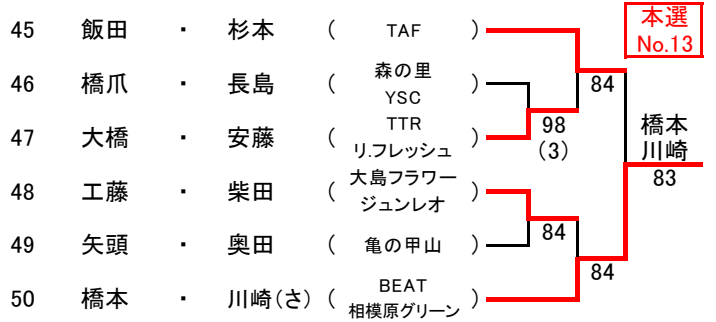 本選
No.13
45 飯田 ・ 杉本 ( TAF )
84
46 橋爪 ・ 長島 ( 森の里 YSC )
98
(3)
橋本
川崎
83
47 大橋 ・ 安藤 ( TTR リ.フレッシュ )
48 工藤 ・ 柴田 ( 大島フラワー ジュンレオ )
84
49 矢頭 ・ 奥田 ( 亀の甲山 )
84
50 橋本 ・ 川崎(さ) ( BEAT 相模原グリーン )